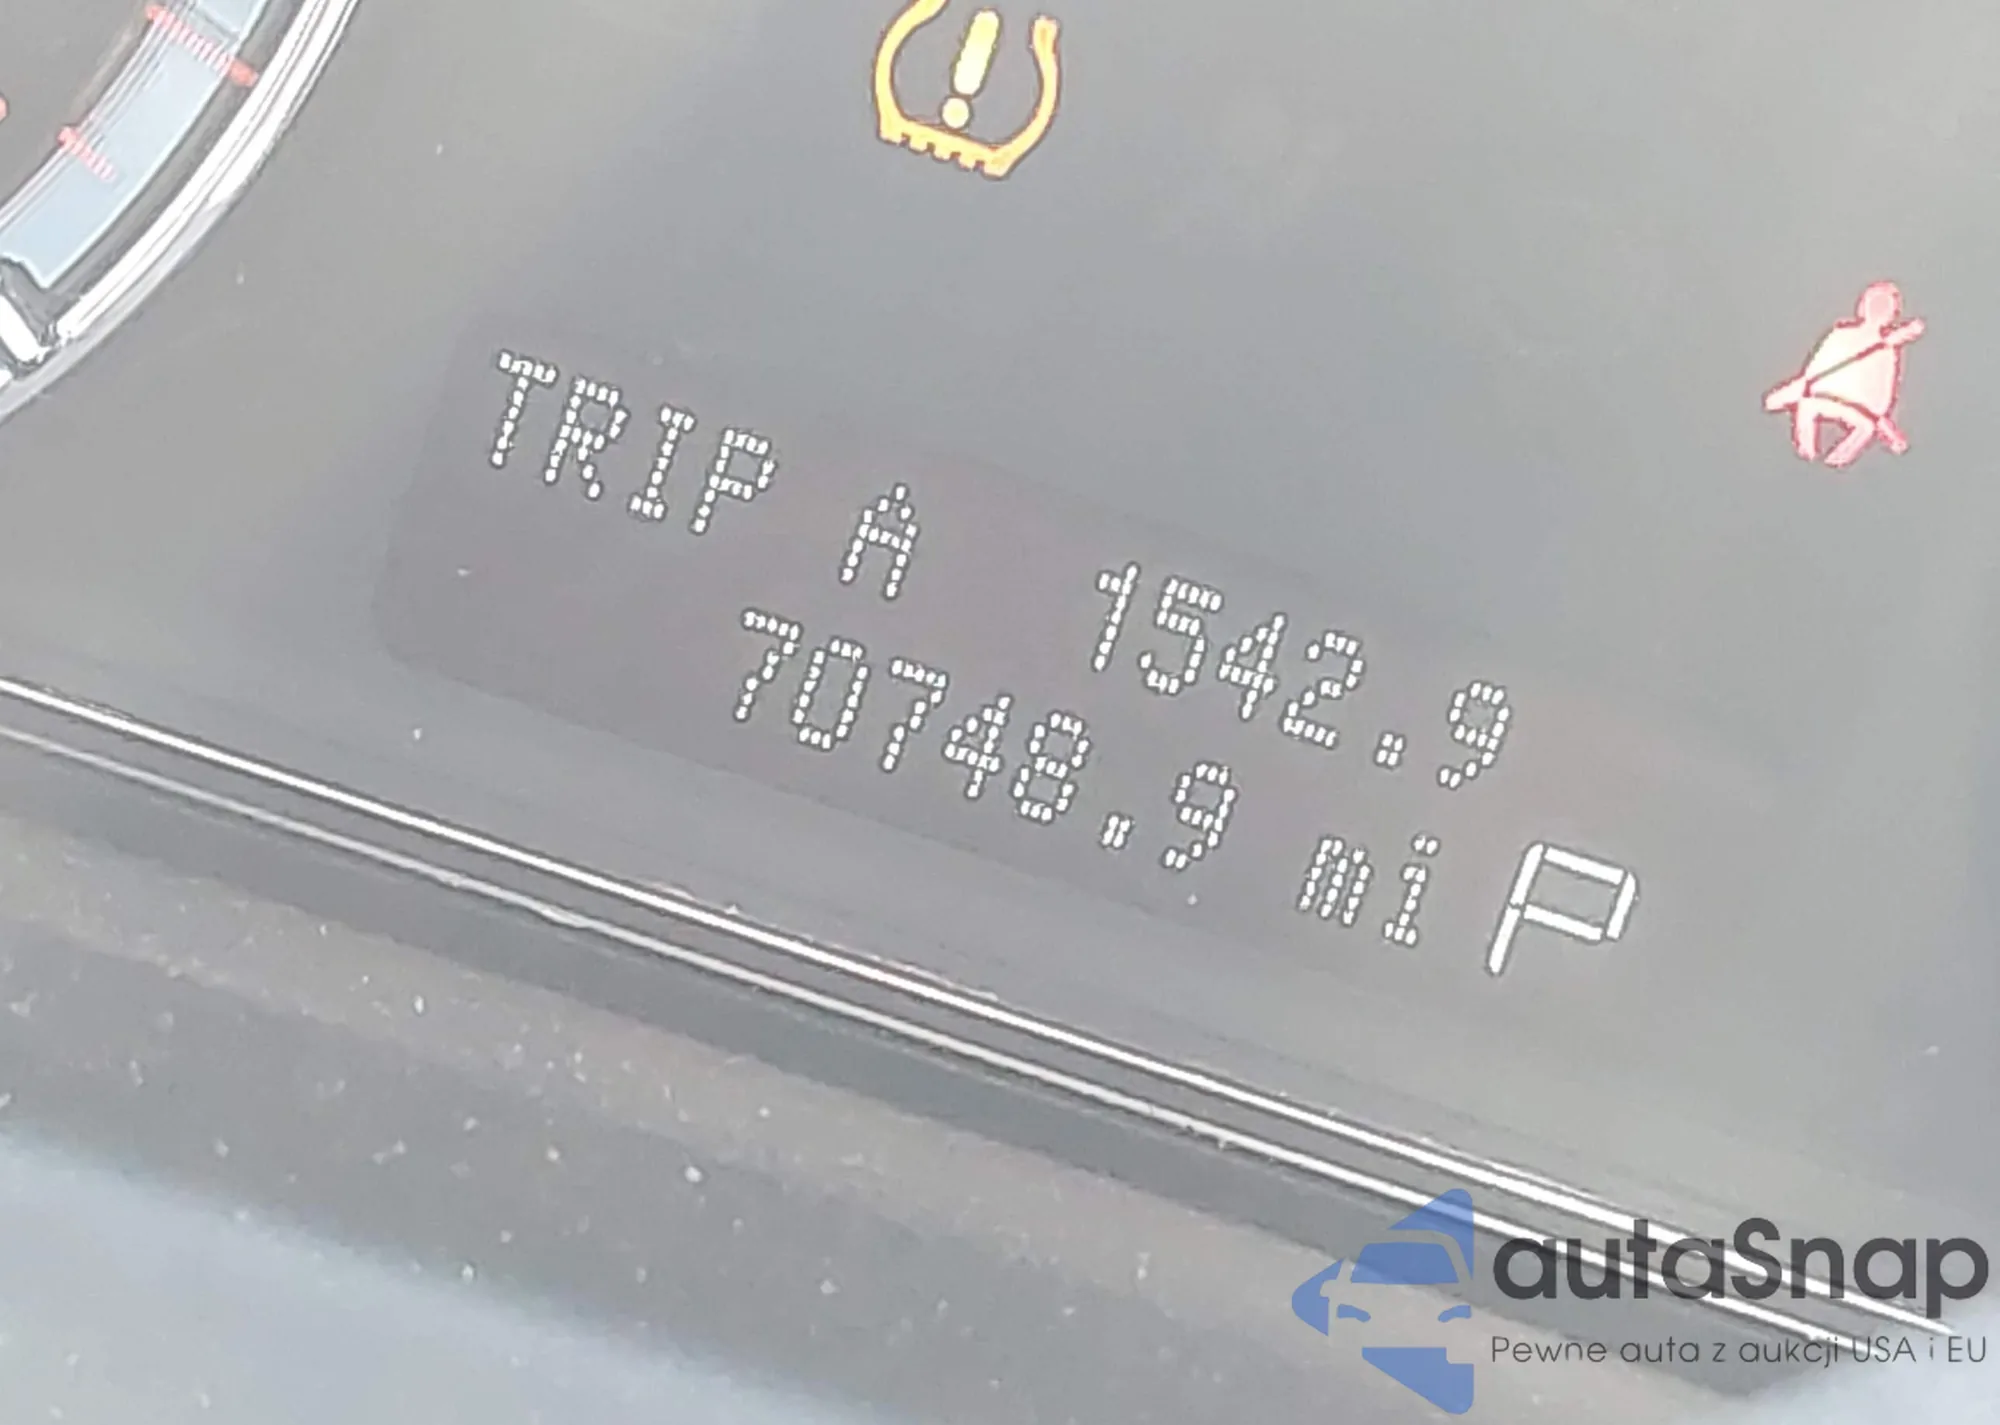 TRIP A 1542.9
70748.9 mi P
autaSnap
Pewne auta z aukcji USA i EU